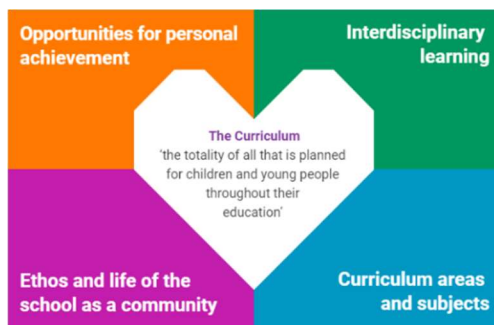 Opportunities for personal
achievement
Interdisciplinary
learning
The Curriculum
‘the totality of all that is planned
for children and young people
throughout their
education’
Ethos and life of the
school as a community
Curriculum areas
and subjects